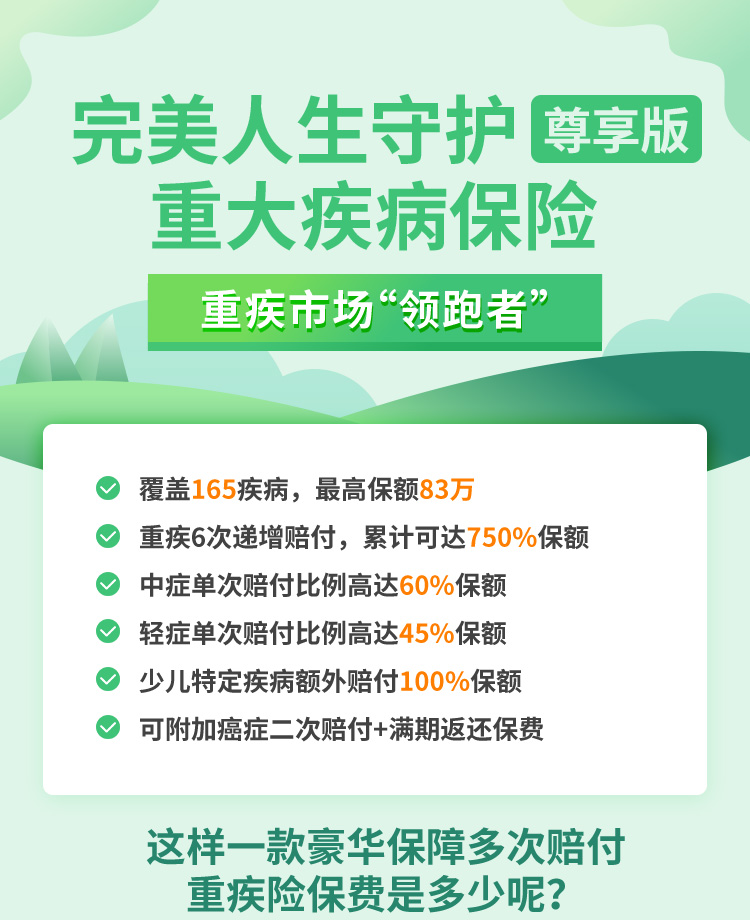 完美人生守护 尊享版
重大疾病保险
重疾市场“领跑者”
覆盖165疾病，最高保额83万
重疾6次递增赔付，累计可达750%保额
中症单次赔付比例高达60%保额
轻症单次赔付比例高达45%保额
少儿特定疾病额外赔付100%保额
可附加癌症二次赔付+满期返还保费
这样一款豪华保障多次赔付
重疾险保费是多少呢？